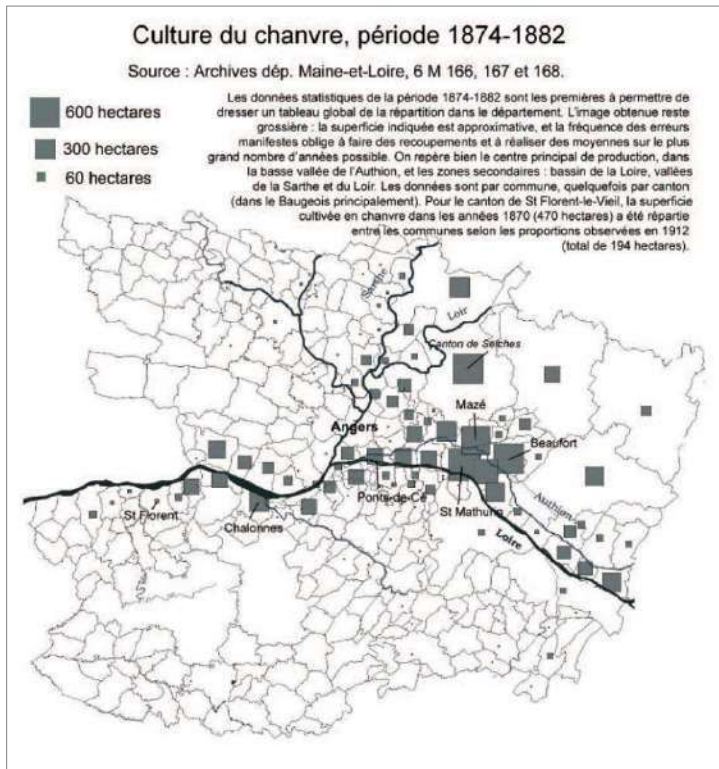 Culture du chanvre, période 1874-1882
Source : Archives dép. Maine-et-Loire, 6 M 166, 167 et 168.
600 hectares
300 hectares
60 hectares
Les données statistiques de la période 1874-1882 sont les premières à permettre de
dresser un tableau global de la répartition dans le département. L'image obtenue reste
grossière : la superficie indiquée est approximative, et la fréquence des erreurs
manifestes oblige à faire des recoupements et à réaliser des moyennes sur le plus
grand nombre d'années possible. On repère bien le centre principal de production, dans
la basse vallée de l'Authion, et les zones secondaires : bassin de la Loire, vallées
de la Sarthe et du Loir. Les données sont par commune, quelquefois par canton
(dans le Baugeois principalement). Pour le canton de St Florent-le-Vieil, la superficie
cultivée en chanvre dans les années 1870 (470 hectares) a été répartie
entre les communes selon les proportions observées en 1912
(total de 194 hectares).
Sarthe
Loir
Canton de Seiches
Mazé
Angers
Beaufort
Ponts-de-Cé
St Mathurin
Authion
St Florent
Chalonnes
Loire